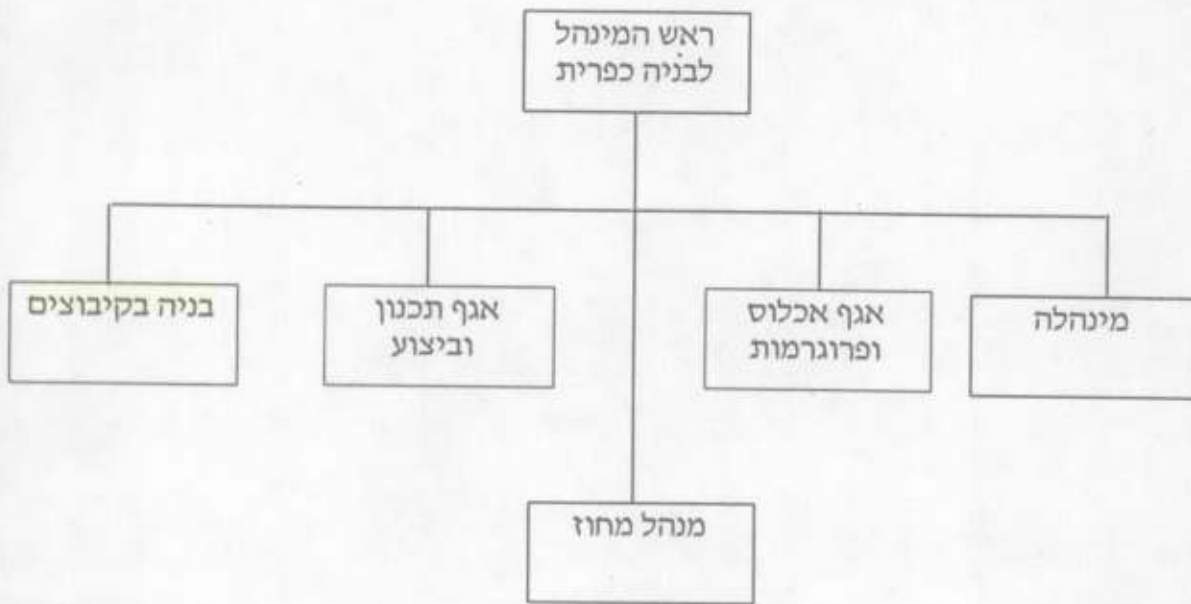 ראש המינהל
לבניה כפרית
מינהלה
אגף אכלוס
ופרוגרמות
אגף תכנון
וביצוע
בניה בקיבוצים
מנהל מחוז